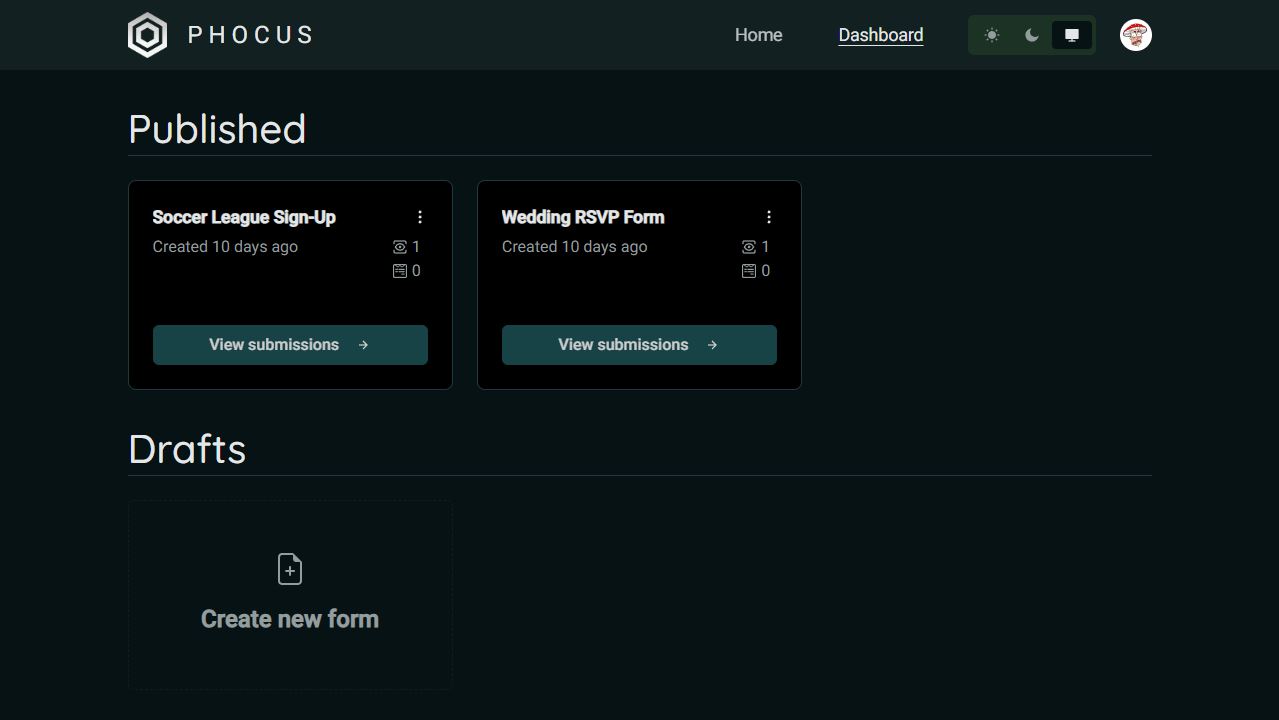 PHOCUS
Home
Dashboard
Published
Soccer League Sign-Up
Created 10 days ago
1
0
View submissions
Wedding RSVP Form
Created 10 days ago
1
0
View submissions
Drafts
Create new form